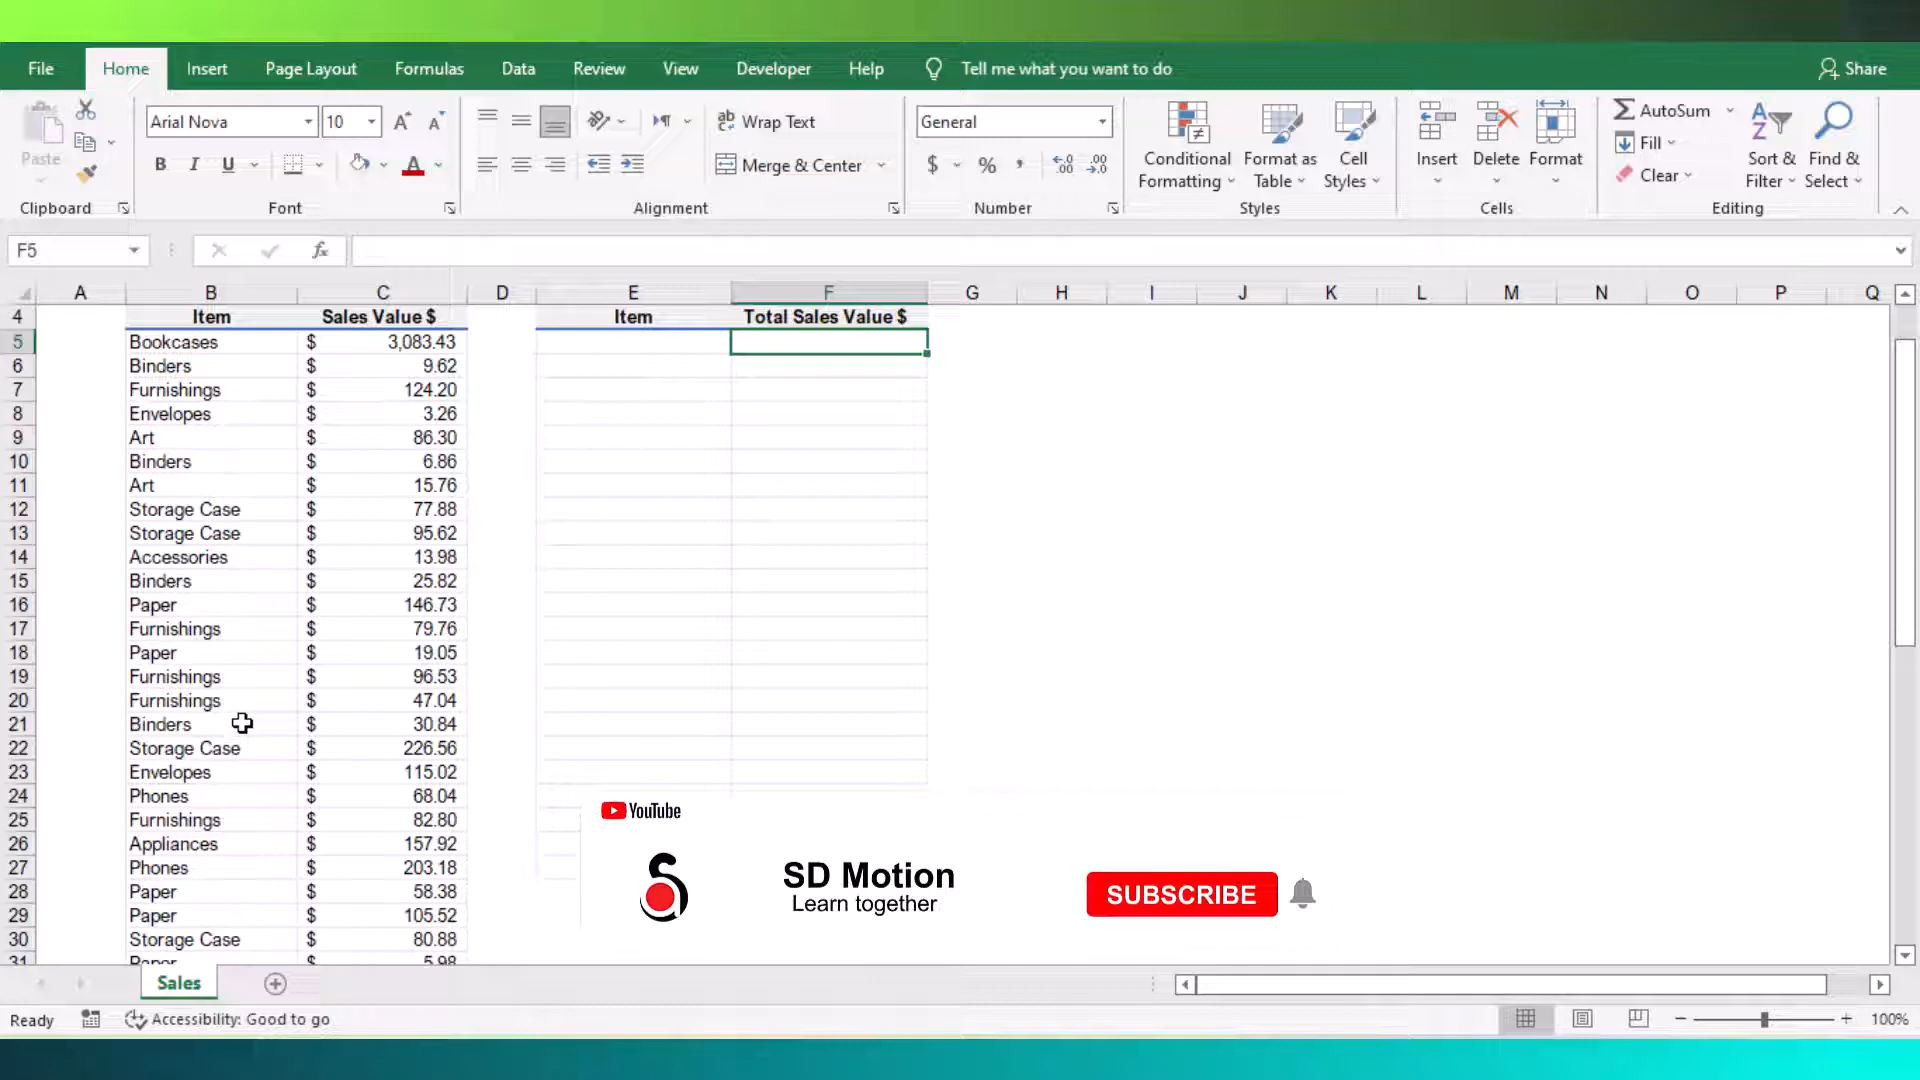 File Home Insert Page Layout Formulas Data Review View Developer Help Tell me what you want to do Share
Paste
Clipboard
Arial Nova 10
B I U A
Font
Wrap Text
Merge & Center
Alignment
General
$ % ,
Number
Conditional Formatting
Format as Table
Cell Styles
Styles
Insert Delete Format
Cells
AutoSum
Fill
Clear
Sort & Filter
Find & Select
Editing
F5 fx
A B C D E F G H I J K L M N O P Q
4 Item Sales Value $ Item Total Sales Value $
5 Bookcases $ 3,083.43
6 Binders $ 9.62
7 Furnishings $ 124.20
8 Envelopes $ 3.26
9 Art $ 86.30
10 Binders $ 6.86
11 Art $ 15.76
12 Storage Case $ 77.88
13 Storage Case $ 95.62
14 Accessories $ 13.98
15 Binders $ 25.82
16 Paper $ 146.73
17 Furnishings $ 79.76
18 Paper $ 19.05
19 Furnishings $ 96.53
20 Furnishings $ 47.04
21 Binders $ 30.84
22 Storage Case $ 226.56
23 Envelopes $ 115.02
24 Phones $ 68.04
25 Furnishings $ 82.80
26 Appliances $ 157.92
27 Phones $ 203.18
28 Paper $ 58.38
29 Paper $ 105.52
30 Storage Case $ 80.88
31 Paper $ 5.98
YouTube
SD Motion
Learn together
SUBSCRIBE
Sales
Ready Accessibility: Good to go 100%